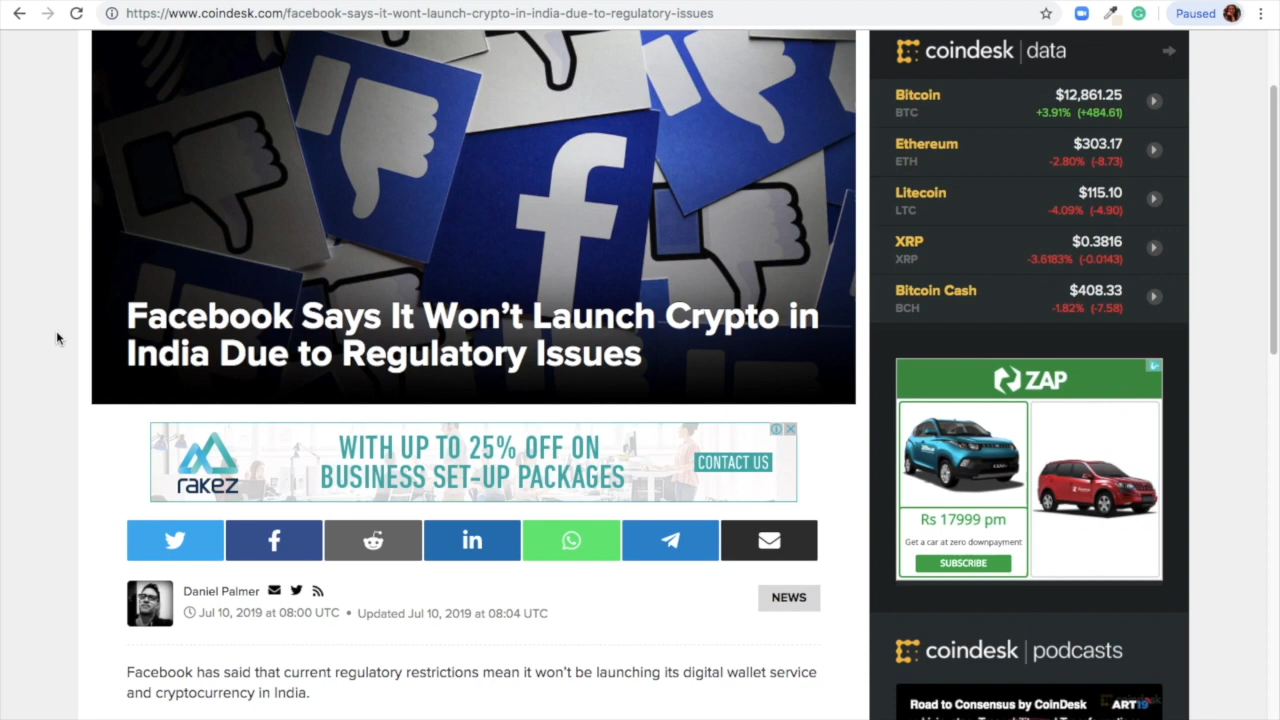 https://www.coindesk.com/facebook-says-it-wont-launch-crypto-in-india-due-to-regulatory-issues
Paused
Facebook Says It Won't Launch Crypto in
India Due to Regulatory Issues
rakez
WITH UP TO 25% OFF ON
BUSINESS SET-UP PACKAGES
CONTACT US
Daniel Palmer
Jul 10, 2019 at 08:00 UTC • Updated Jul 10, 2019 at 08:04 UTC
NEWS
Facebook has said that current regulatory restrictions mean it won't be launching its digital wallet service
and cryptocurrency in India.
coindesk | data
Bitcoin $12,861.25
BTC +3.91% (+484.61)
Ethereum $303.17
ETH -2.80% (-8.73)
Litecoin $115.10
LTC -4.09% (-4.90)
XRP $0.3816
XRP -3.6183% (-0.0143)
Bitcoin Cash $408.33
BCH -1.82% (-7.58)
ZAP
Rs 17999 pm
Get a car at zero downpayment
SUBSCRIBE
coindesk | podcasts
Road to Consensus by CoinDesk
ART19